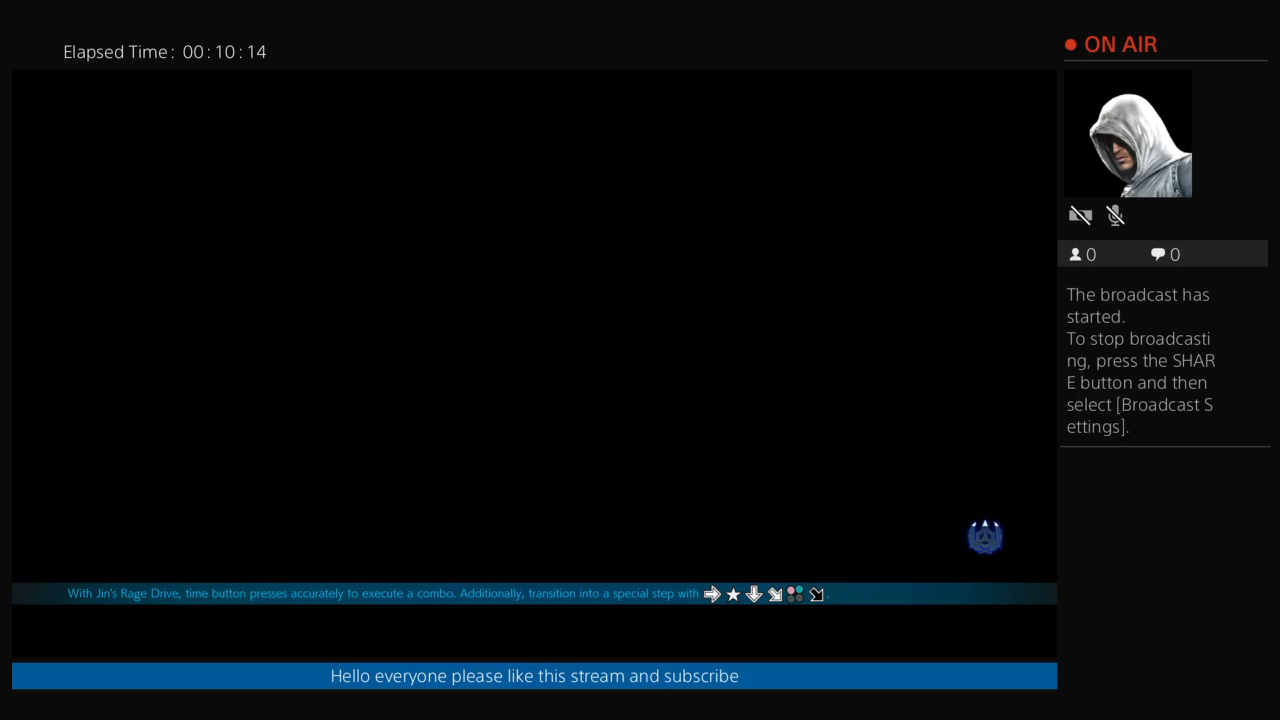 Elapsed Time: 00:10:14
ON AIR
0
0
The broadcast has
started.
To stop broadcasti
ng, press the SHAR
E button and then
select [Broadcast S
ettings].
With Jin's Rage Drive, time button presses accurately to execute a combo. Additionally, transition into a special step with ⇨ ★ ⇩ ⬂ ⬂ .
Hello everyone please like this stream and subscribe